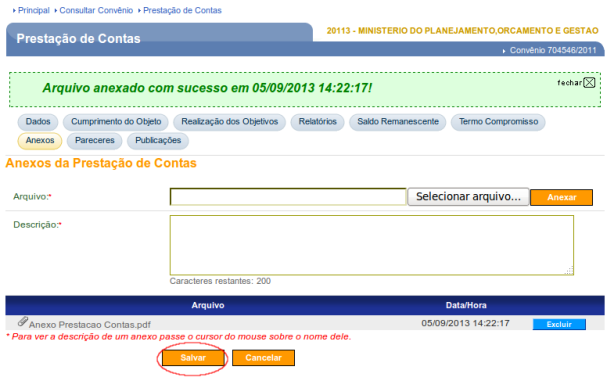 Principal Consultar Convênio Prestação de Contas
20113 - MINISTERIO DO PLANEJAMENTO,ORCAMENTO E GESTAO
Prestação de Contas
Convênio 704546/2011
fechar
Arquivo anexado com sucesso em 05/09/2013 14:22:17!
Dados Cumprimento do Objeto Realização dos Objetivos Relatórios Saldo Remanescente Termo Compromisso
Anexos Pareceres Publicações
Anexos da Prestação de Contas
Arquivo:* Selecionar arquivo... Anexar
Descrição:*
Caracteres restantes: 200
Arquivo Data/Hora
Anexo Prestacao Contas.pdf 05/09/2013 14:22:17 Excluir
* Para ver a descrição de um anexo passe o cursor do mouse sobre o nome dele.
Salvar Cancelar